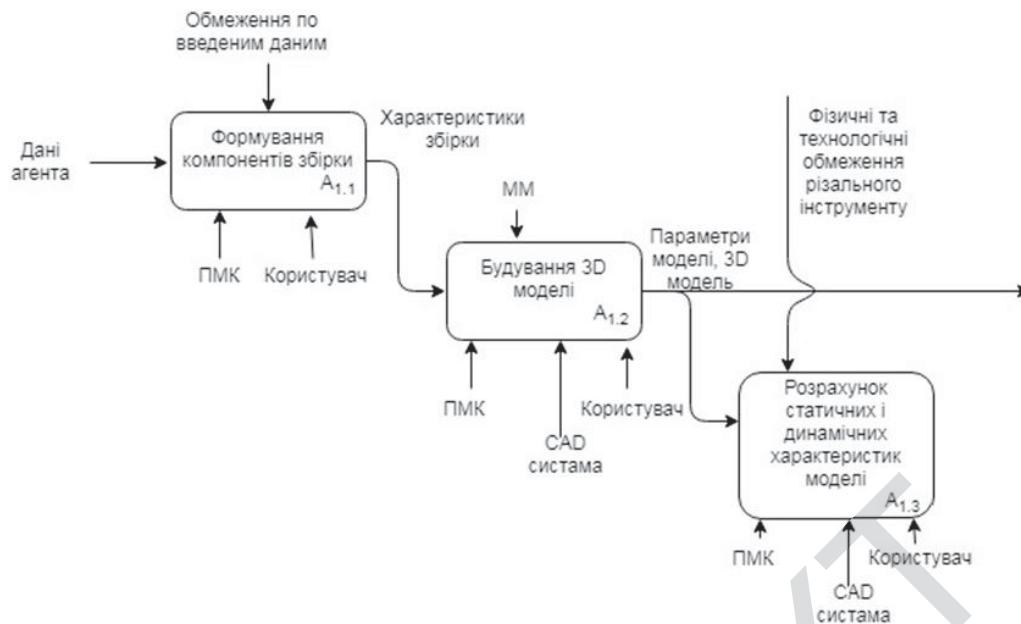 Обмеження по
введеним даним
Дані
агента
Формування
компонентів збірки
A1.1
Характеристики
збірки
ПМК
Користувач
ММ
Будування 3D
моделі
A1.2
Параметри
моделі, 3D
модель
Фізичні та
технологічні
обмеження
різального
інструменту
ПМК
CAD
систама
Користувач
Розрахунок
статичних і
динамічних
характеристик
моделі
A1.3
ПМК
CAD
систама
Користувач